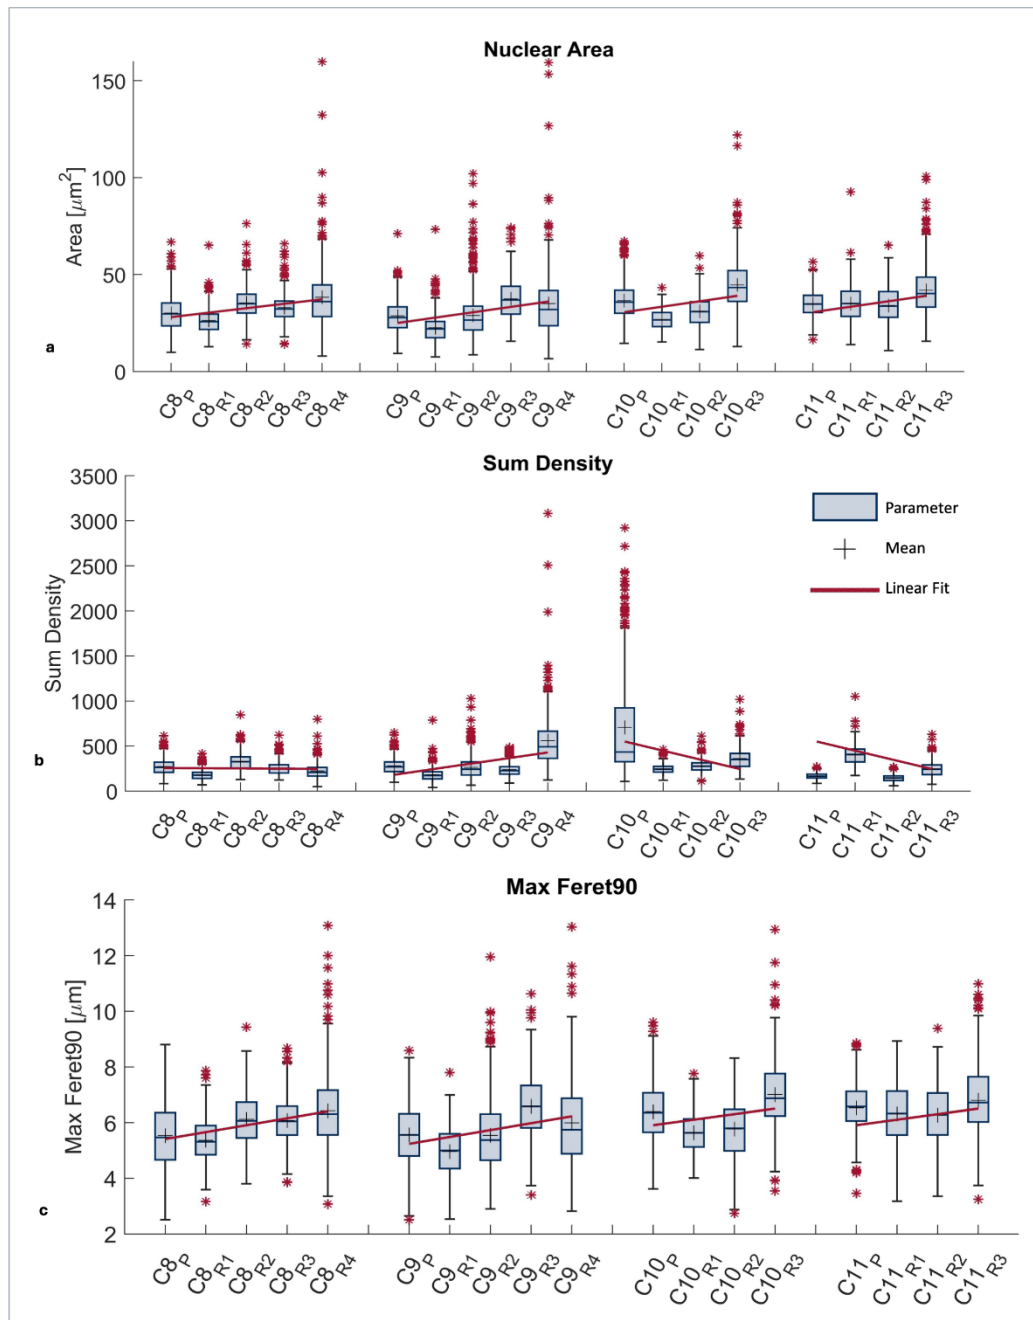 Nuclear Area
Area [μm²]
150
100
50
0
a
C8P C8R1 C8R2 C8R3 C8R4 C9P C9R1 C9R2 C9R3 C9R4 C10P C10R1 C10R2 C10R3 C11P C11R1 C11R2 C11R3
Sum Density
Sum Density
3500
3000
2500
2000
1500
1000
500
0
Parameter
Mean
Linear Fit
b
C8P C8R1 C8R2 C8R3 C8R4 C9P C9R1 C9R2 C9R3 C9R4 C10P C10R1 C10R2 C10R3 C11P C11R1 C11R2 C11R3
Max Feret90
Max Feret90 [μm]
14
12
10
8
6
4
2
c
C8P C8R1 C8R2 C8R3 C8R4 C9P C9R1 C9R2 C9R3 C9R4 C10P C10R1 C10R2 C10R3 C11P C11R1 C11R2 C11R3